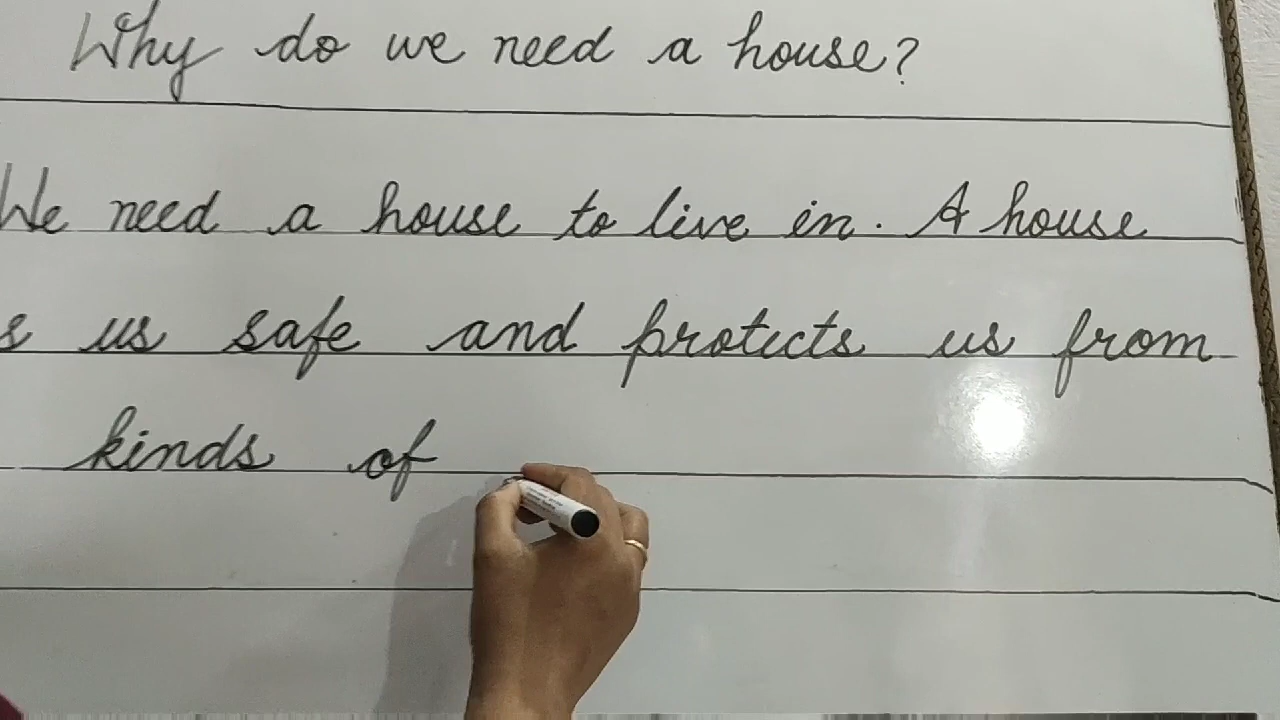 Why do we need a house?
We need a house to live in. A house
s us safe and protects us from
kinds of